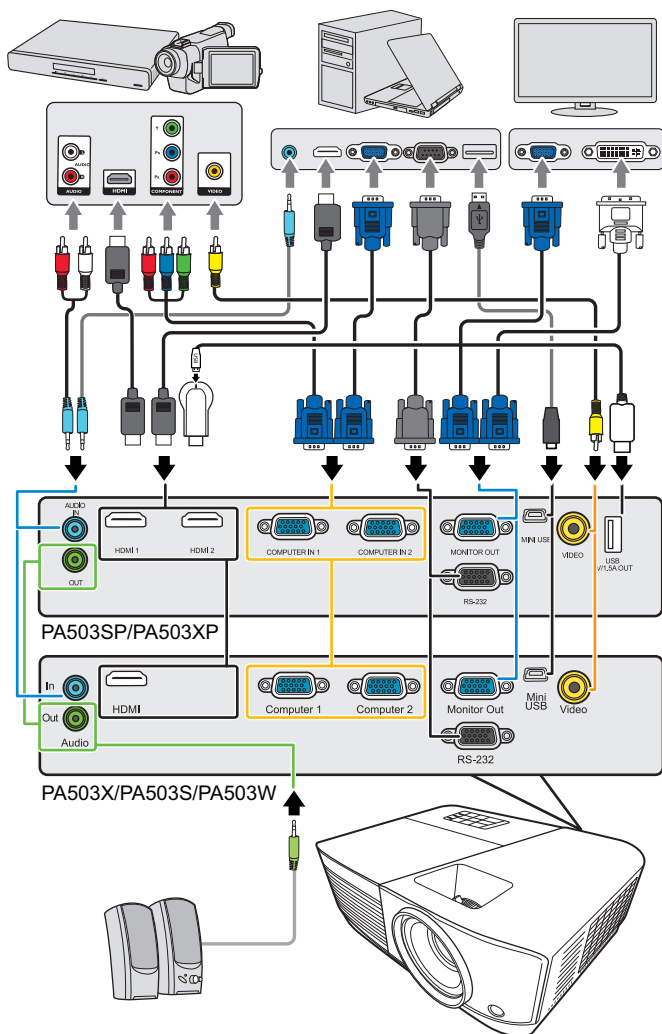 Y
PB
PR
AUDIO
AUDIO
HDMI
COMPONENT
VIDEO
USB
AUDIO
IN
OUT
HDMI 1
HDMI 2
COMPUTER IN 1
COMPUTER IN 2
MONITOR OUT
RS-232
MINI USB
VIDEO
USB
V/1.5A OUT
PA503SP/PA503XP
In
Out
Audio
HDMI
Computer 1
Computer 2
Monitor Out
RS-232
Mini
USB
Video
PA503X/PA503S/PA503W